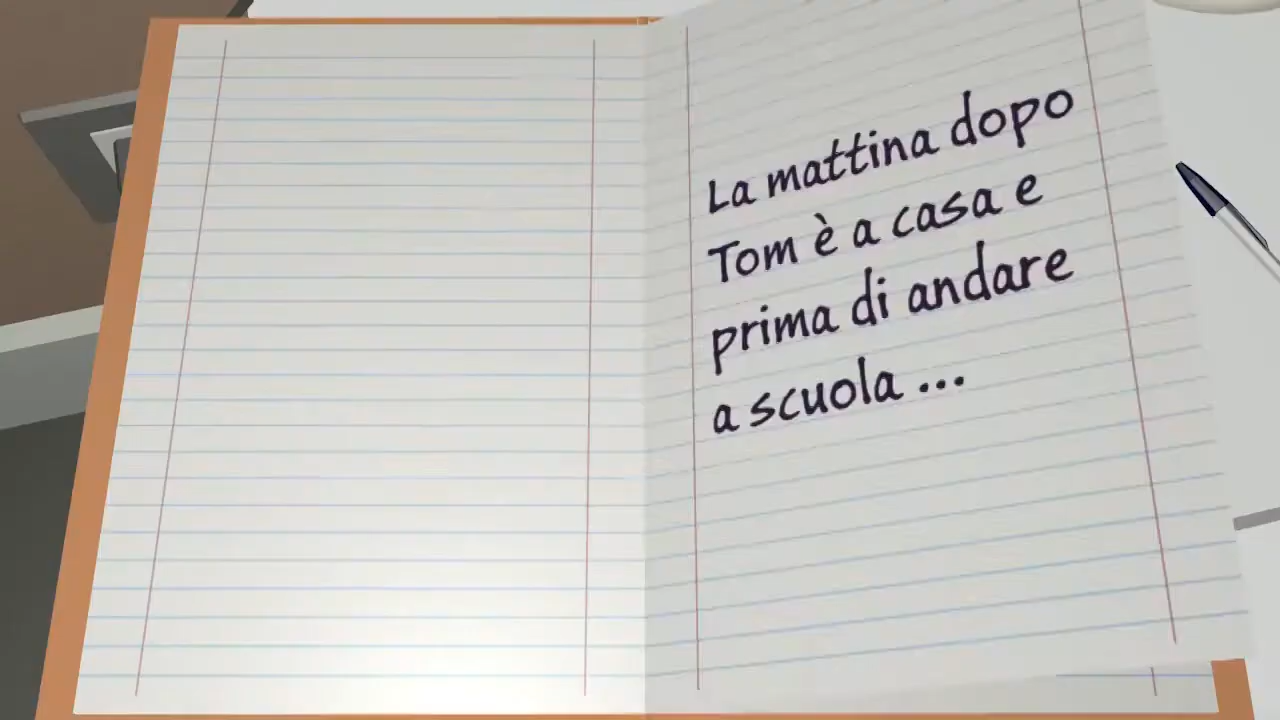 La mattina dopo
Tom è a casa e
prima di andare
a scuola ...